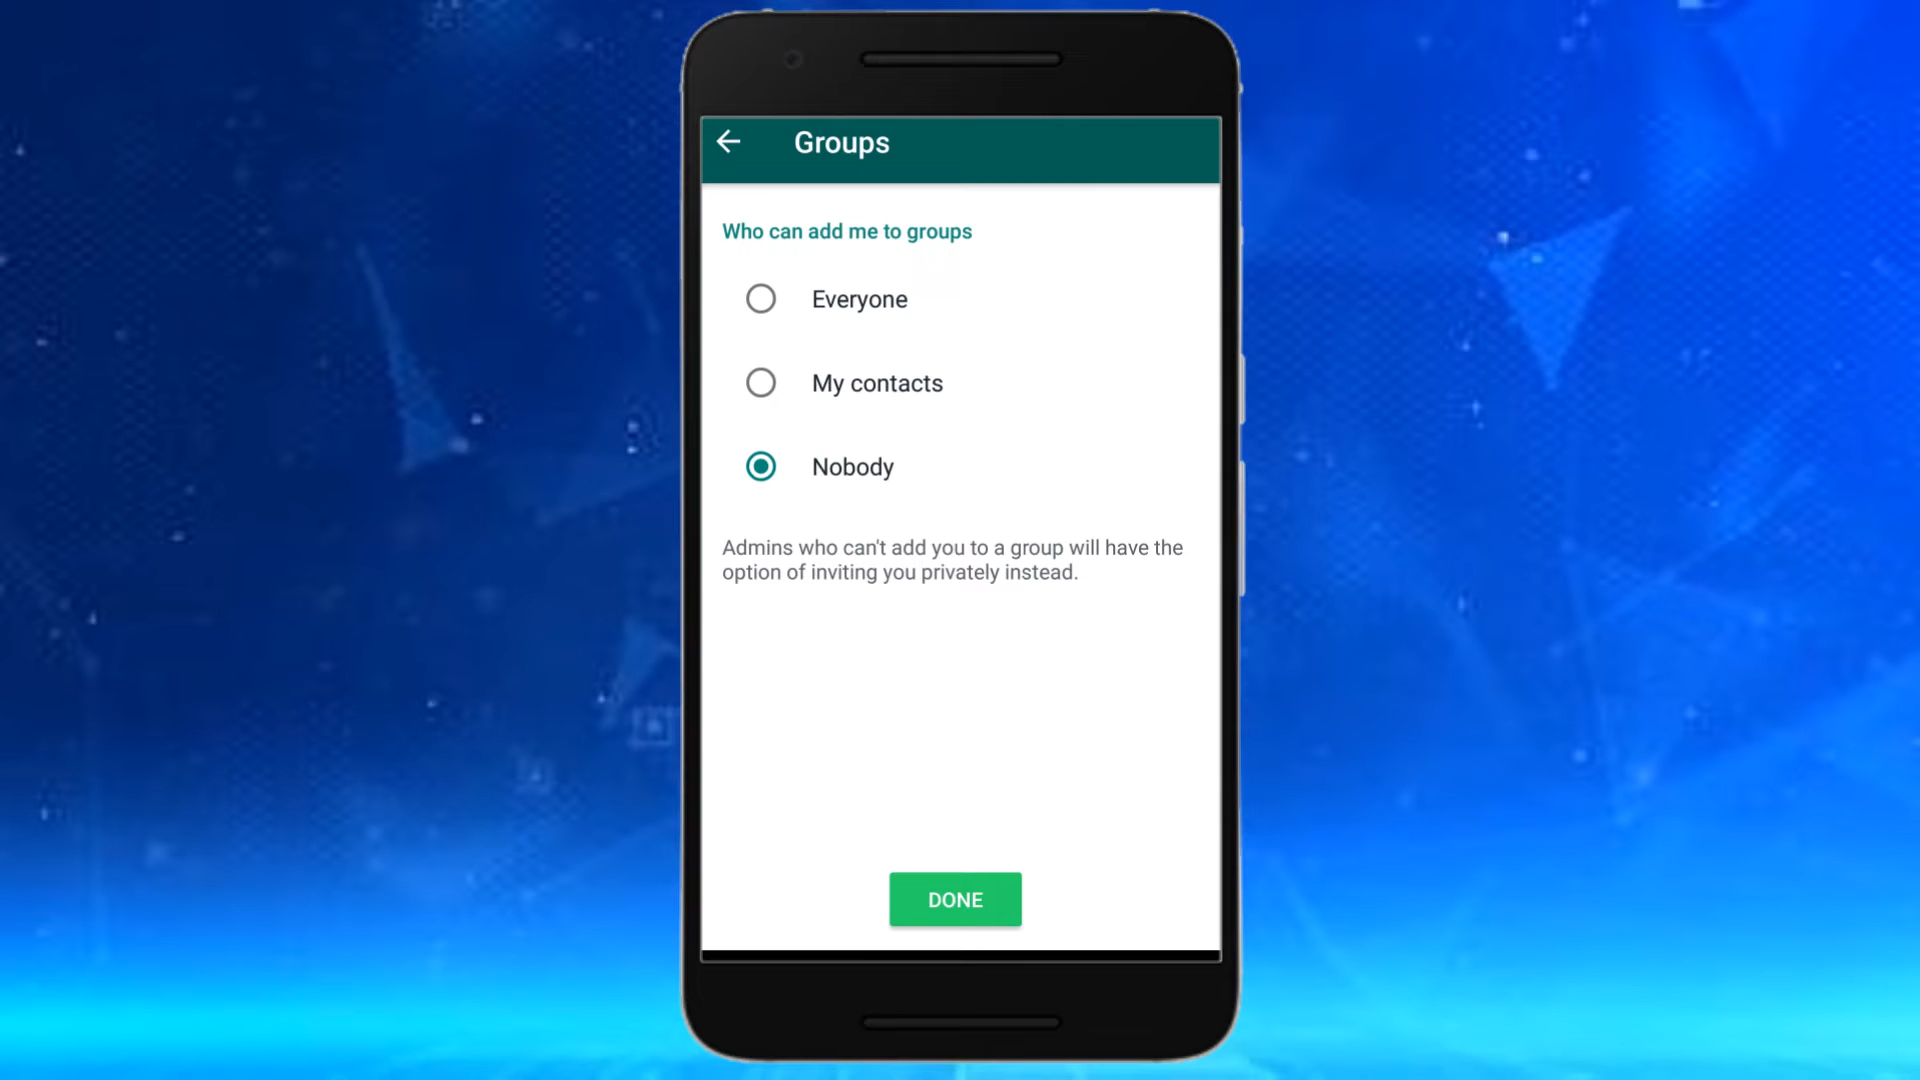 Groups
Who can add me to groups
Everyone
My contacts
Nobody
Admins who can't add you to a group will have the
option of inviting you privately instead.
DONE